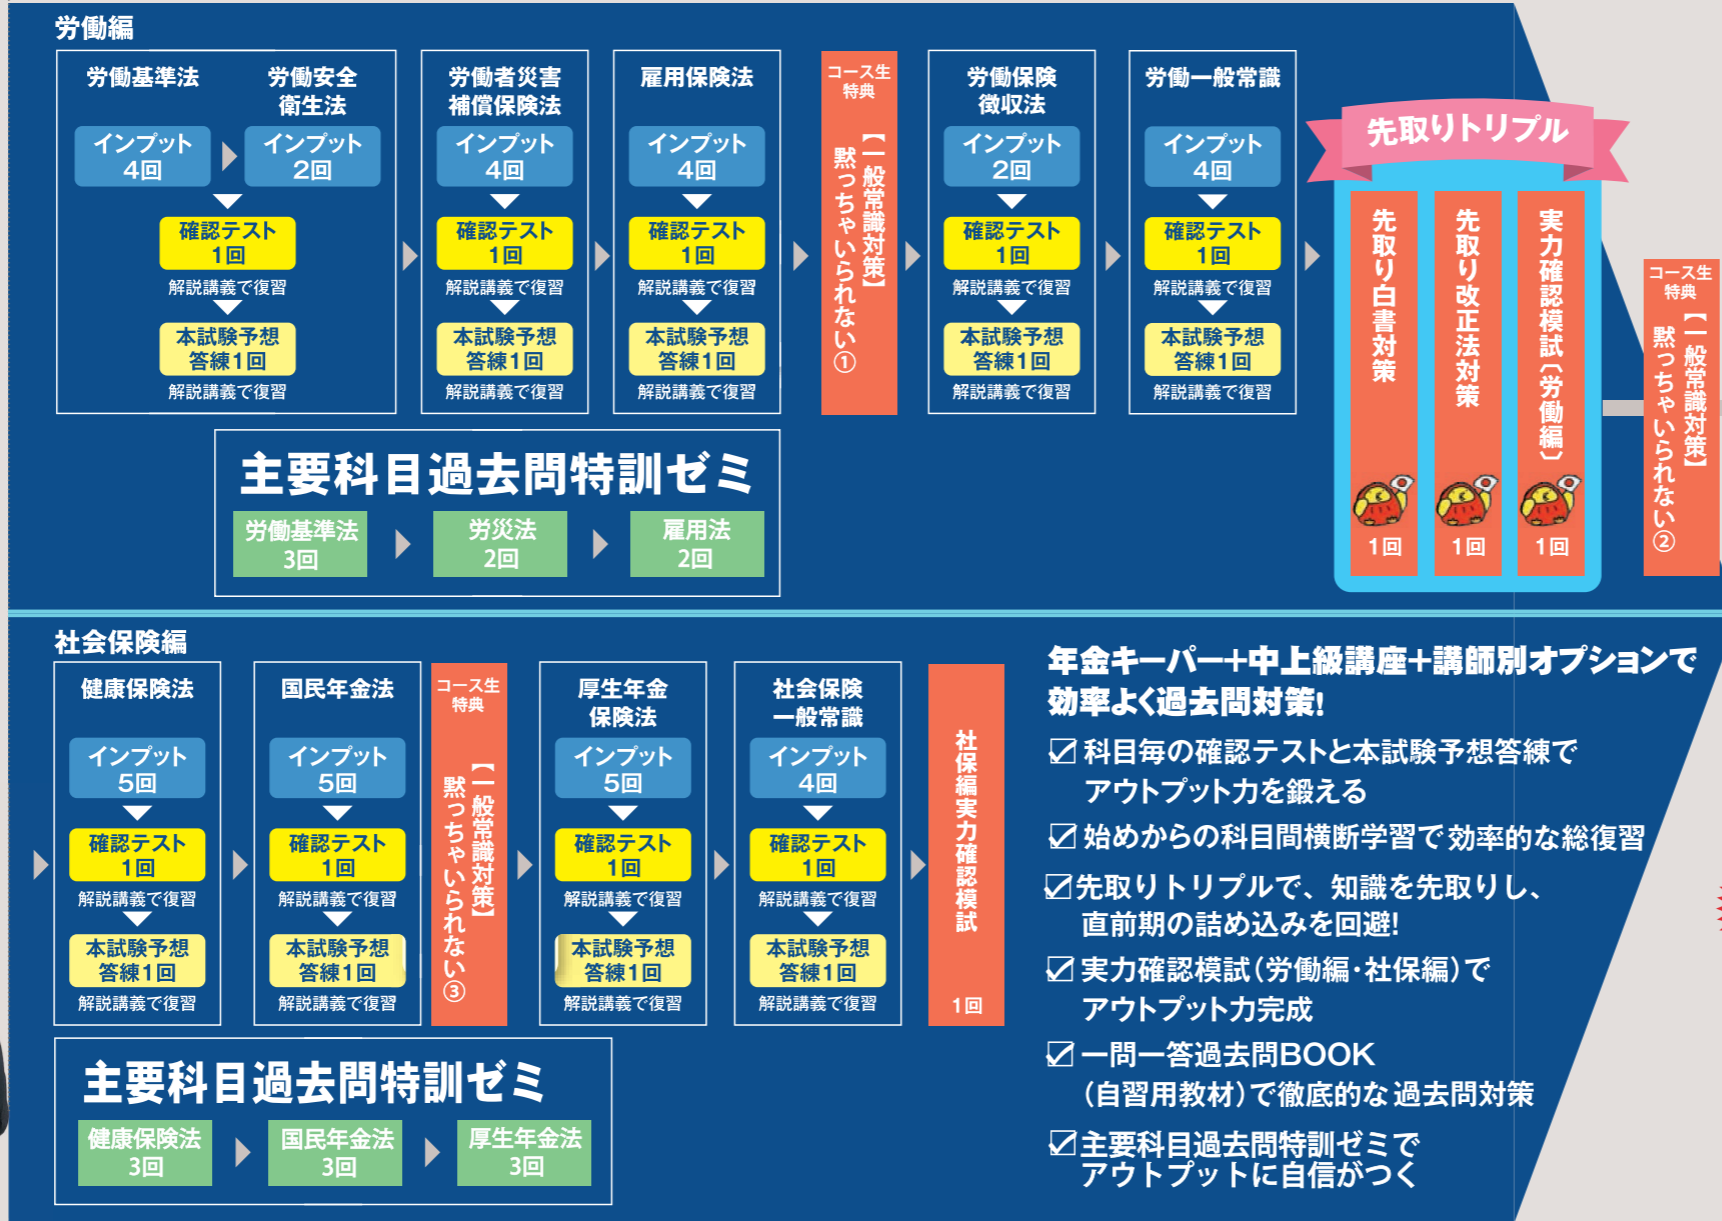 労働編
労働基準法
インプット
4回
労働安全
衛生法
インプット
2回
確認テスト
1回
解説講義で復習
本試験予想
答練1回
解説講義で復習
労働者災害
補償保険法
インプット
4回
確認テスト
1回
解説講義で復習
本試験予想
答練1回
解説講義で復習
雇用保険法
インプット
4回
確認テスト
1回
解説講義で復習
本試験予想
答練1回
解説講義で復習
コース生
特典
【一般常識対策】
黙っちゃいられない①
労働保険
徴収法
インプット
2回
確認テスト
1回
解説講義で復習
本試験予想
答練1回
解説講義で復習
労働一般常識
インプット
4回
確認テスト
1回
解説講義で復習
本試験予想
答練1回
解説講義で復習
先取りトリプル
先取り白書対策
1回
先取り改正法対策
1回
実力確認模試〔労働編〕
1回
コース生
特典
【一般常識対策】
黙っちゃいられない②
主要科目過去問特訓ゼミ
労働基準法
3回
労災法
2回
雇用法
2回
社会保険編
健康保険法
インプット
5回
確認テスト
1回
解説講義で復習
本試験予想
答練1回
解説講義で復習
国民年金法
インプット
5回
確認テスト
1回
解説講義で復習
本試験予想
答練1回
解説講義で復習
コース生
特典
【一般常識対策】
黙っちゃいられない③
厚生年金
保険法
インプット
5回
確認テスト
1回
解説講義で復習
本試験予想
答練1回
解説講義で復習
社会保険
一般常識
インプット
4回
確認テスト
1回
解説講義で復習
本試験予想
答練1回
解説講義で復習
社保編実力確認模試
1回
主要科目過去問特訓ゼミ
健康保険法
3回
国民年金法
3回
厚生年金法
3回
年金キーパー+中上級講座+講師別オプションで
効率よく過去問対策!
☑科目毎の確認テストと本試験予想答練で
アウトプット力を鍛える
☑始めからの科目間横断学習で効率的な総復習
☑先取りトリプルで、知識を先取りし、
直前期の詰め込みを回避!
☑実力確認模試(労働編・社保編)で
アウトプット力完成
☑一問一答過去問BOOK
(自習用教材)で徹底的な過去問対策
☑主要科目過去問特訓ゼミで
アウトプットに自信がつく